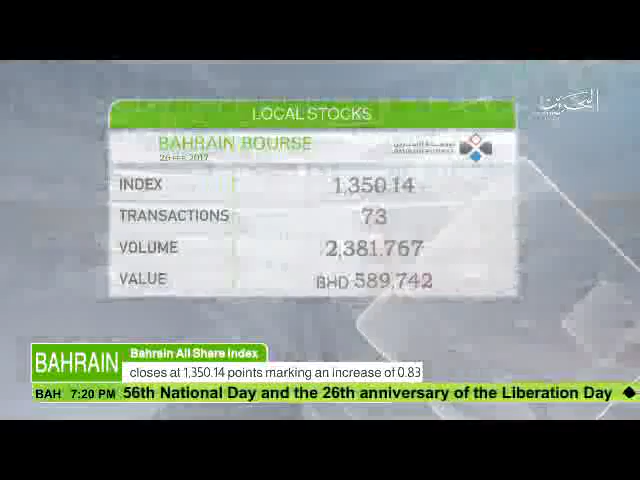 البحرين
LOCAL STOCKS
BAHRAIN BOURSE
20 FEB 2017
INDEX 1,350.14
TRANSACTIONS 73
VOLUME 2,381.767
VALUE BHD 589,742
BAHRAIN
Bahrain All Share Index
closes at 1,350.14 points marking an increase of 0.83
BAH 7:20 PM 56th National Day and the 26th anniversary of the Liberation Day